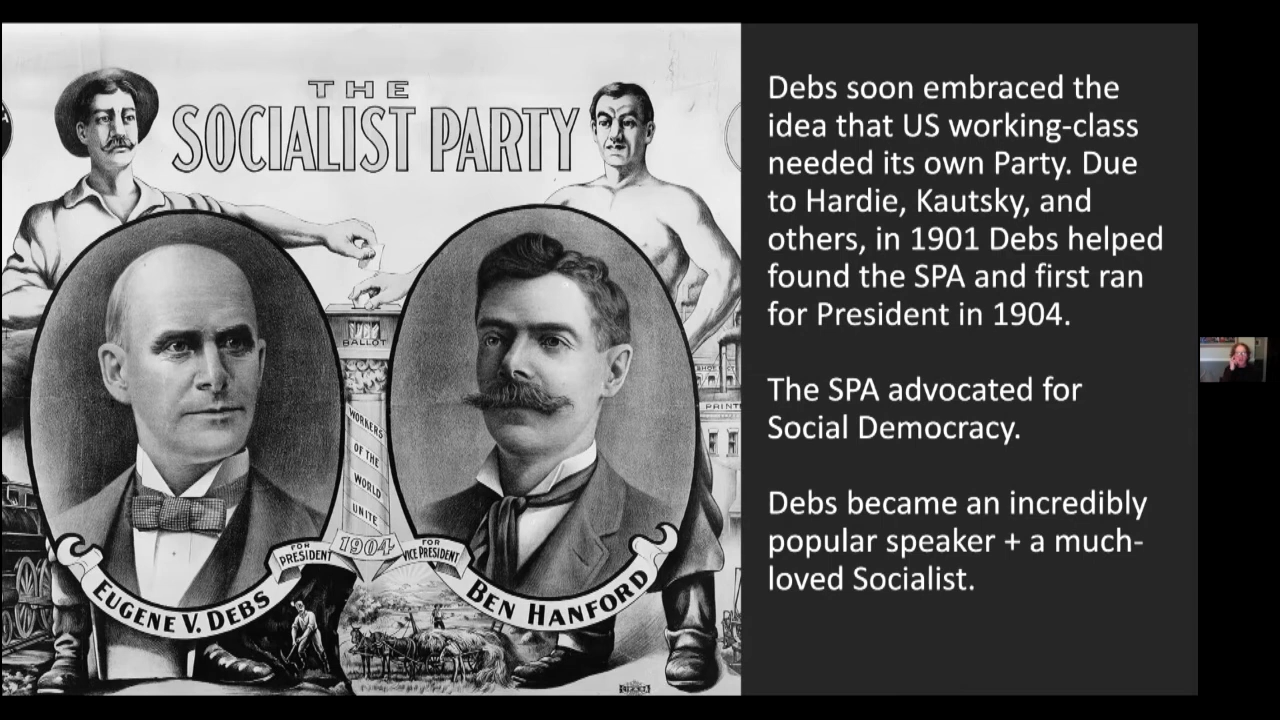 THE
SOCIALIST PARTY
BALLOT
WORKERS
OF THE
WORLD
UNITE
FOR
PRESIDENT
1904
FOR
VICE PRESIDENT
EUGENE V. DEBS
BEN HANFORD
PRINT
Debs soon embraced the
idea that US working-class
needed its own Party. Due
to Hardie, Kautsky, and
others, in 1901 Debs helped
found the SPA and first ran
for President in 1904.
The SPA advocated for
Social Democracy.
Debs became an incredibly
popular speaker + a much-
loved Socialist.